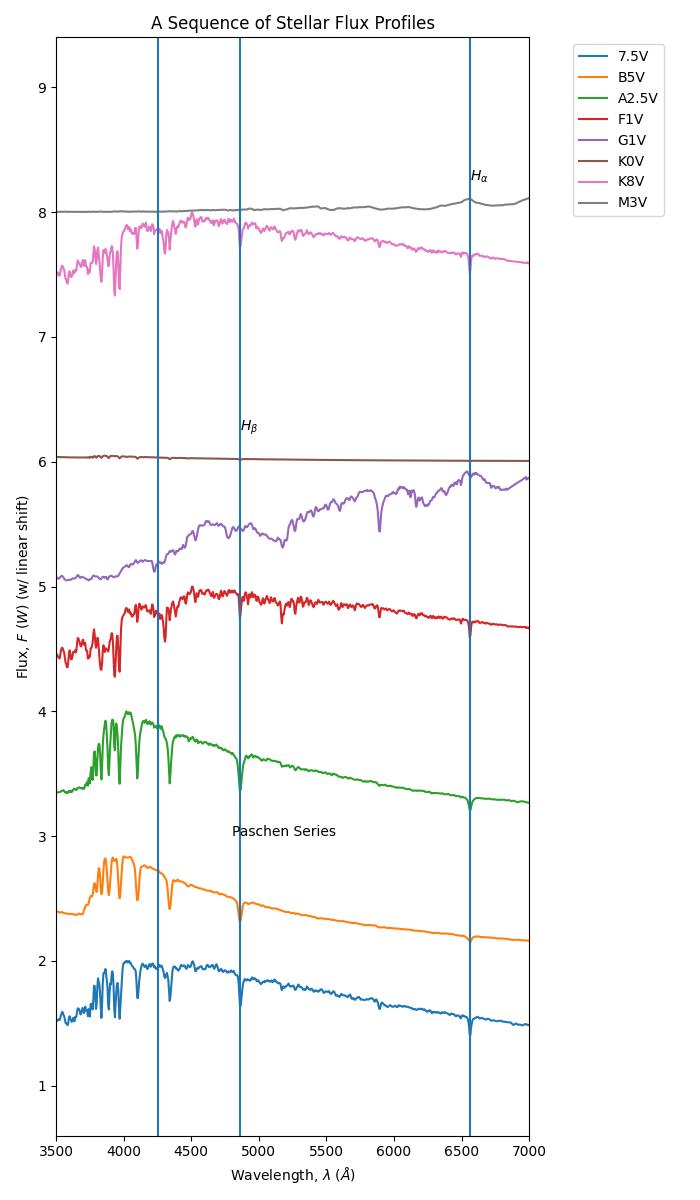 A Sequence of Stellar Flux Profiles
7.5V
B5V
A2.5V
F1V
G1V
K0V
K8V
M3V
9
8
7
6
5
4
3
2
1
Flux, F (W) (w/ linear shift)
Hα
Hβ
Paschen Series
3500 4000 4500 5000 5500 6000 6500 7000
Wavelength, λ (Å)